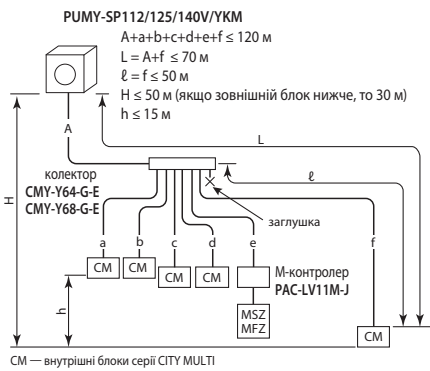 PUMY-SP112/125/140V/YKM
A+a+b+c+d+e+f ≤ 120 м
L = A+f ≤ 70 м
ℓ = f ≤ 50 м
H ≤ 50 м (якщо зовнішній блок нижче, то 30 м)
h ≤ 15 м
A
L
H
колектор
CMY-Y64-G-E
CMY-Y68-G-E
ℓ
заглушка
a
b
c
d
e
f
CM
CM
CM
CM
М-контролер
PAC-LV11M-J
h
MSZ
MFZ
CM
CM — внутрішні блоки серії CITY MULTI